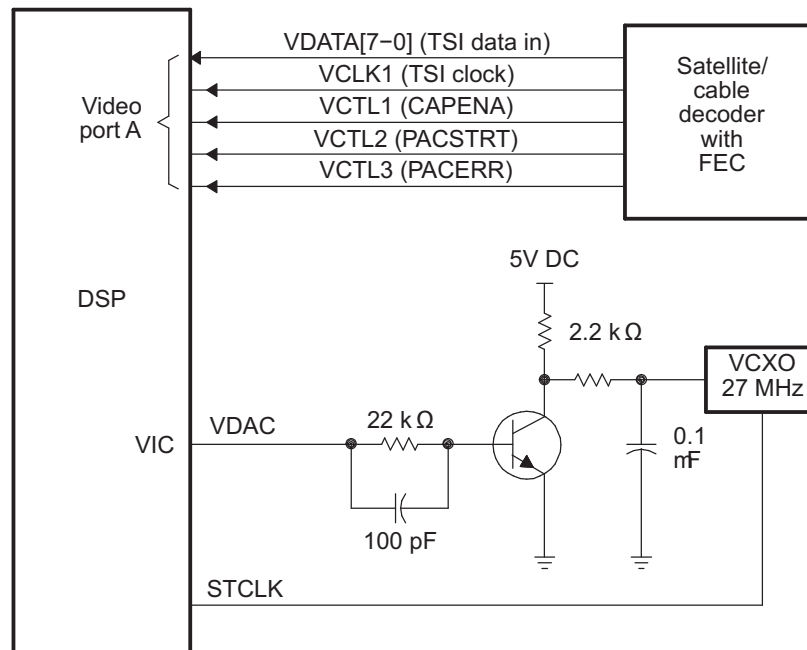 VDATA[7−0] (TSI data in)
VCLK1 (TSI clock)
VCTL1 (CAPENA)
VCTL2 (PACSTRT)
VCTL3 (PACERR)
Video
port A
Satellite/
cable
decoder
with
FEC
DSP
5V DC
2.2 k Ω
VCXO
27 MHz
VIC
VDAC
22 k Ω
100 pF
0.1
mF
STCLK